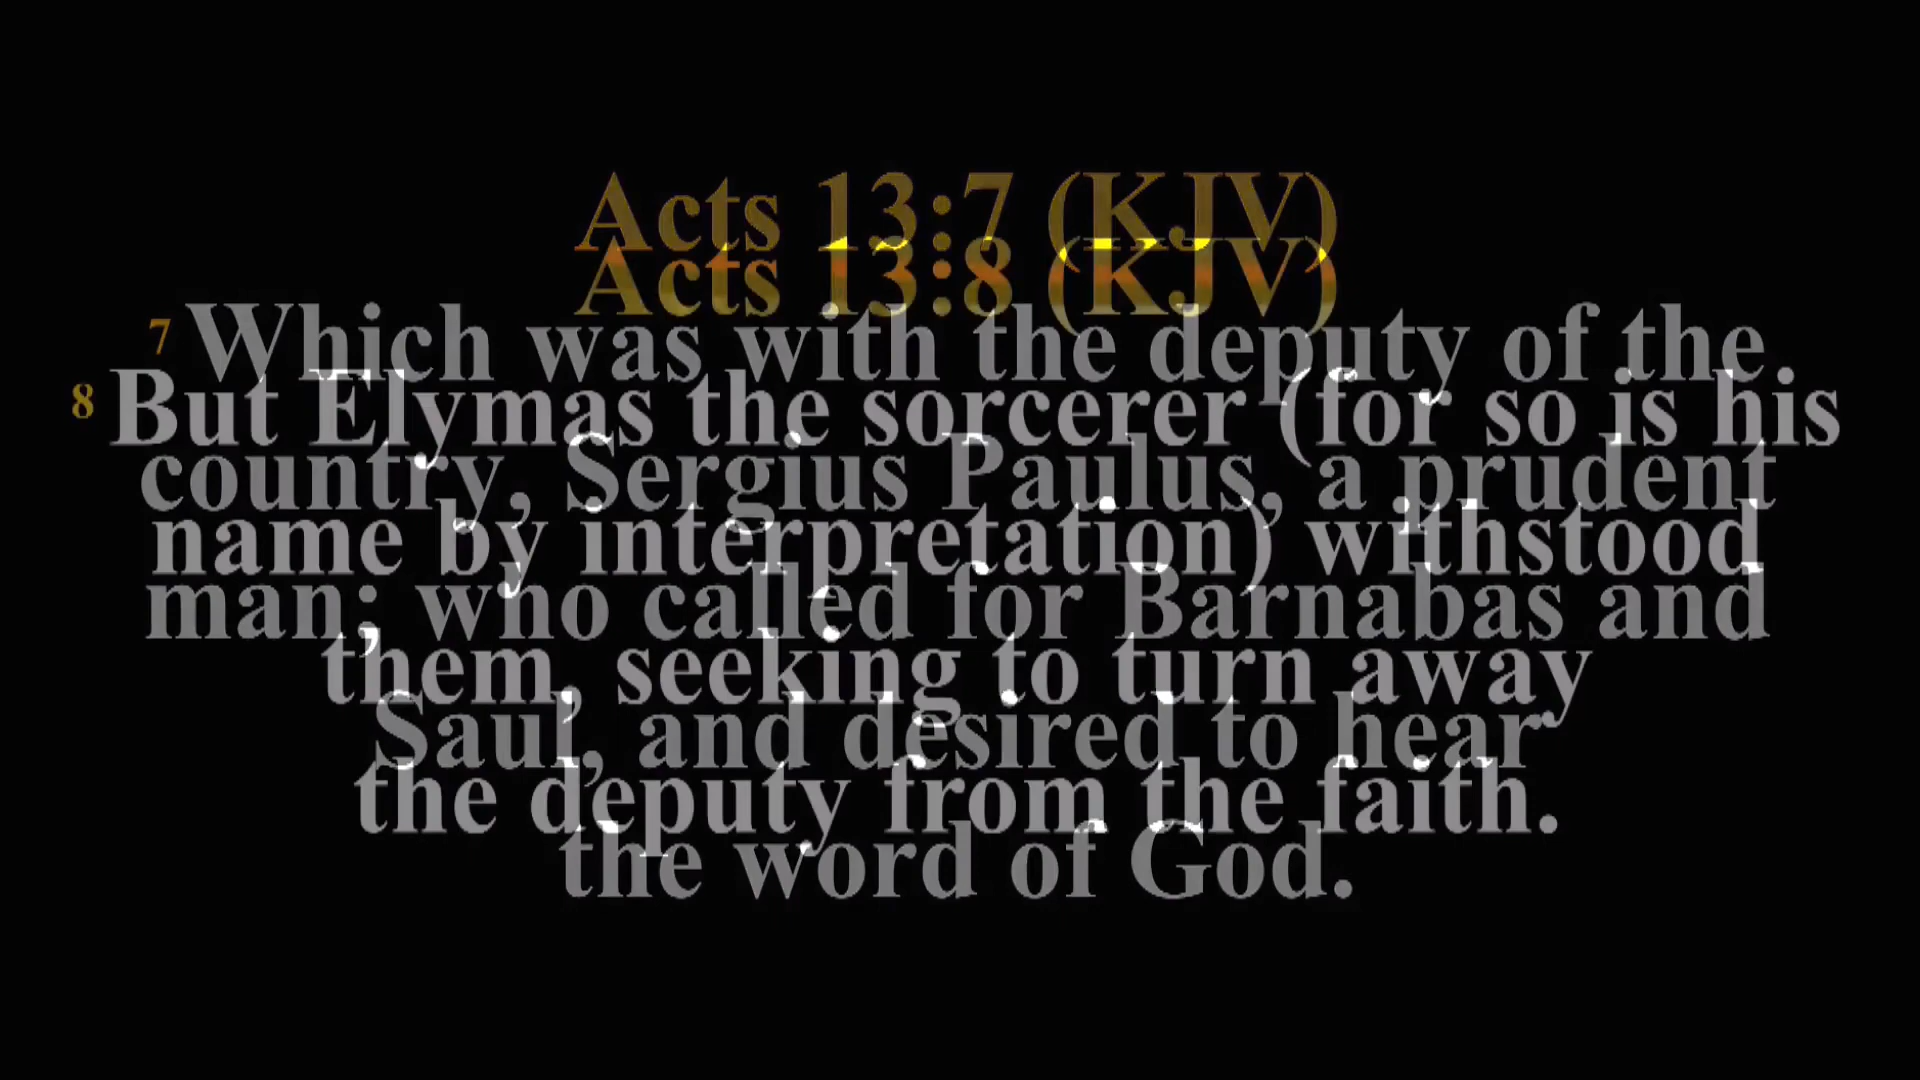 Acts 13:7 (KJV)
Acts 13:8 (KJV)
7 Which was with the deputy of the
8 But Elymas the sorcerer (for so is his
country, Sergius Paulus, a prudent
name by interpretation) withstood
man; who called for Barnabas and
them, seeking to turn away
Saul, and desired to hear
the deputy from the faith.
the word of God.